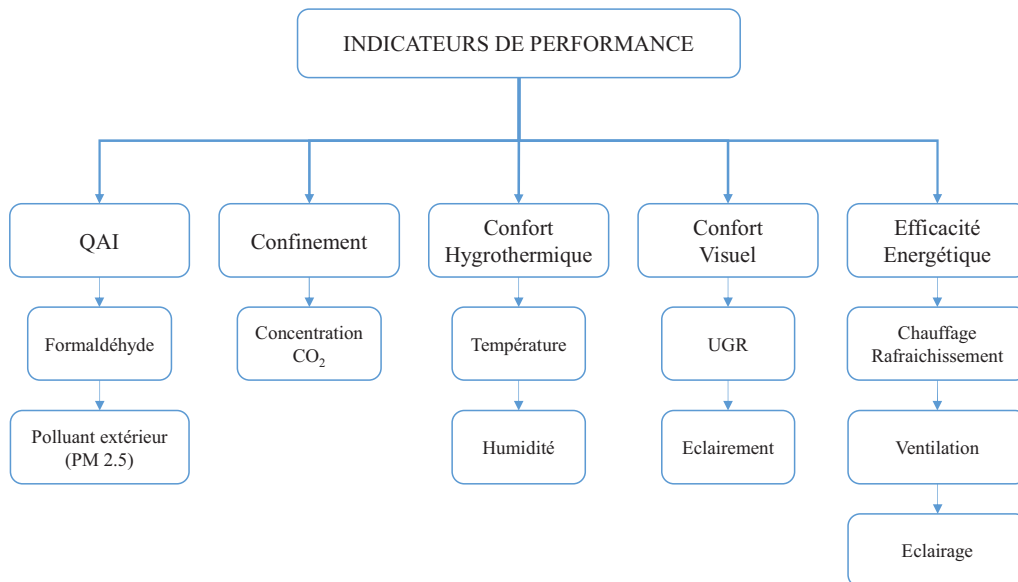 INDICATEURS DE PERFORMANCE
QAI
Confinement
Confort
Hygrothermique
Confort
Visuel
Efficacité
Energétique
Formaldéhyde
Concentration
CO₂
Température
UGR
Chauffage
Rafraichissement
Polluant extérieur
(PM 2.5)
Humidité
Eclairement
Ventilation
Eclairage